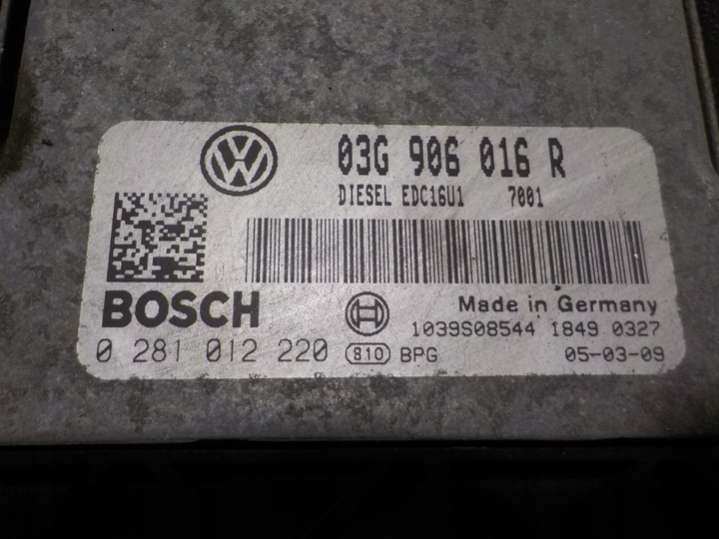 03G 906 016 R
DIESEL EDC16U1 7001
BOSCH
Made in Germany
1039S08544 1849 0327
0 281 012 220 810 BPG 05-03-09